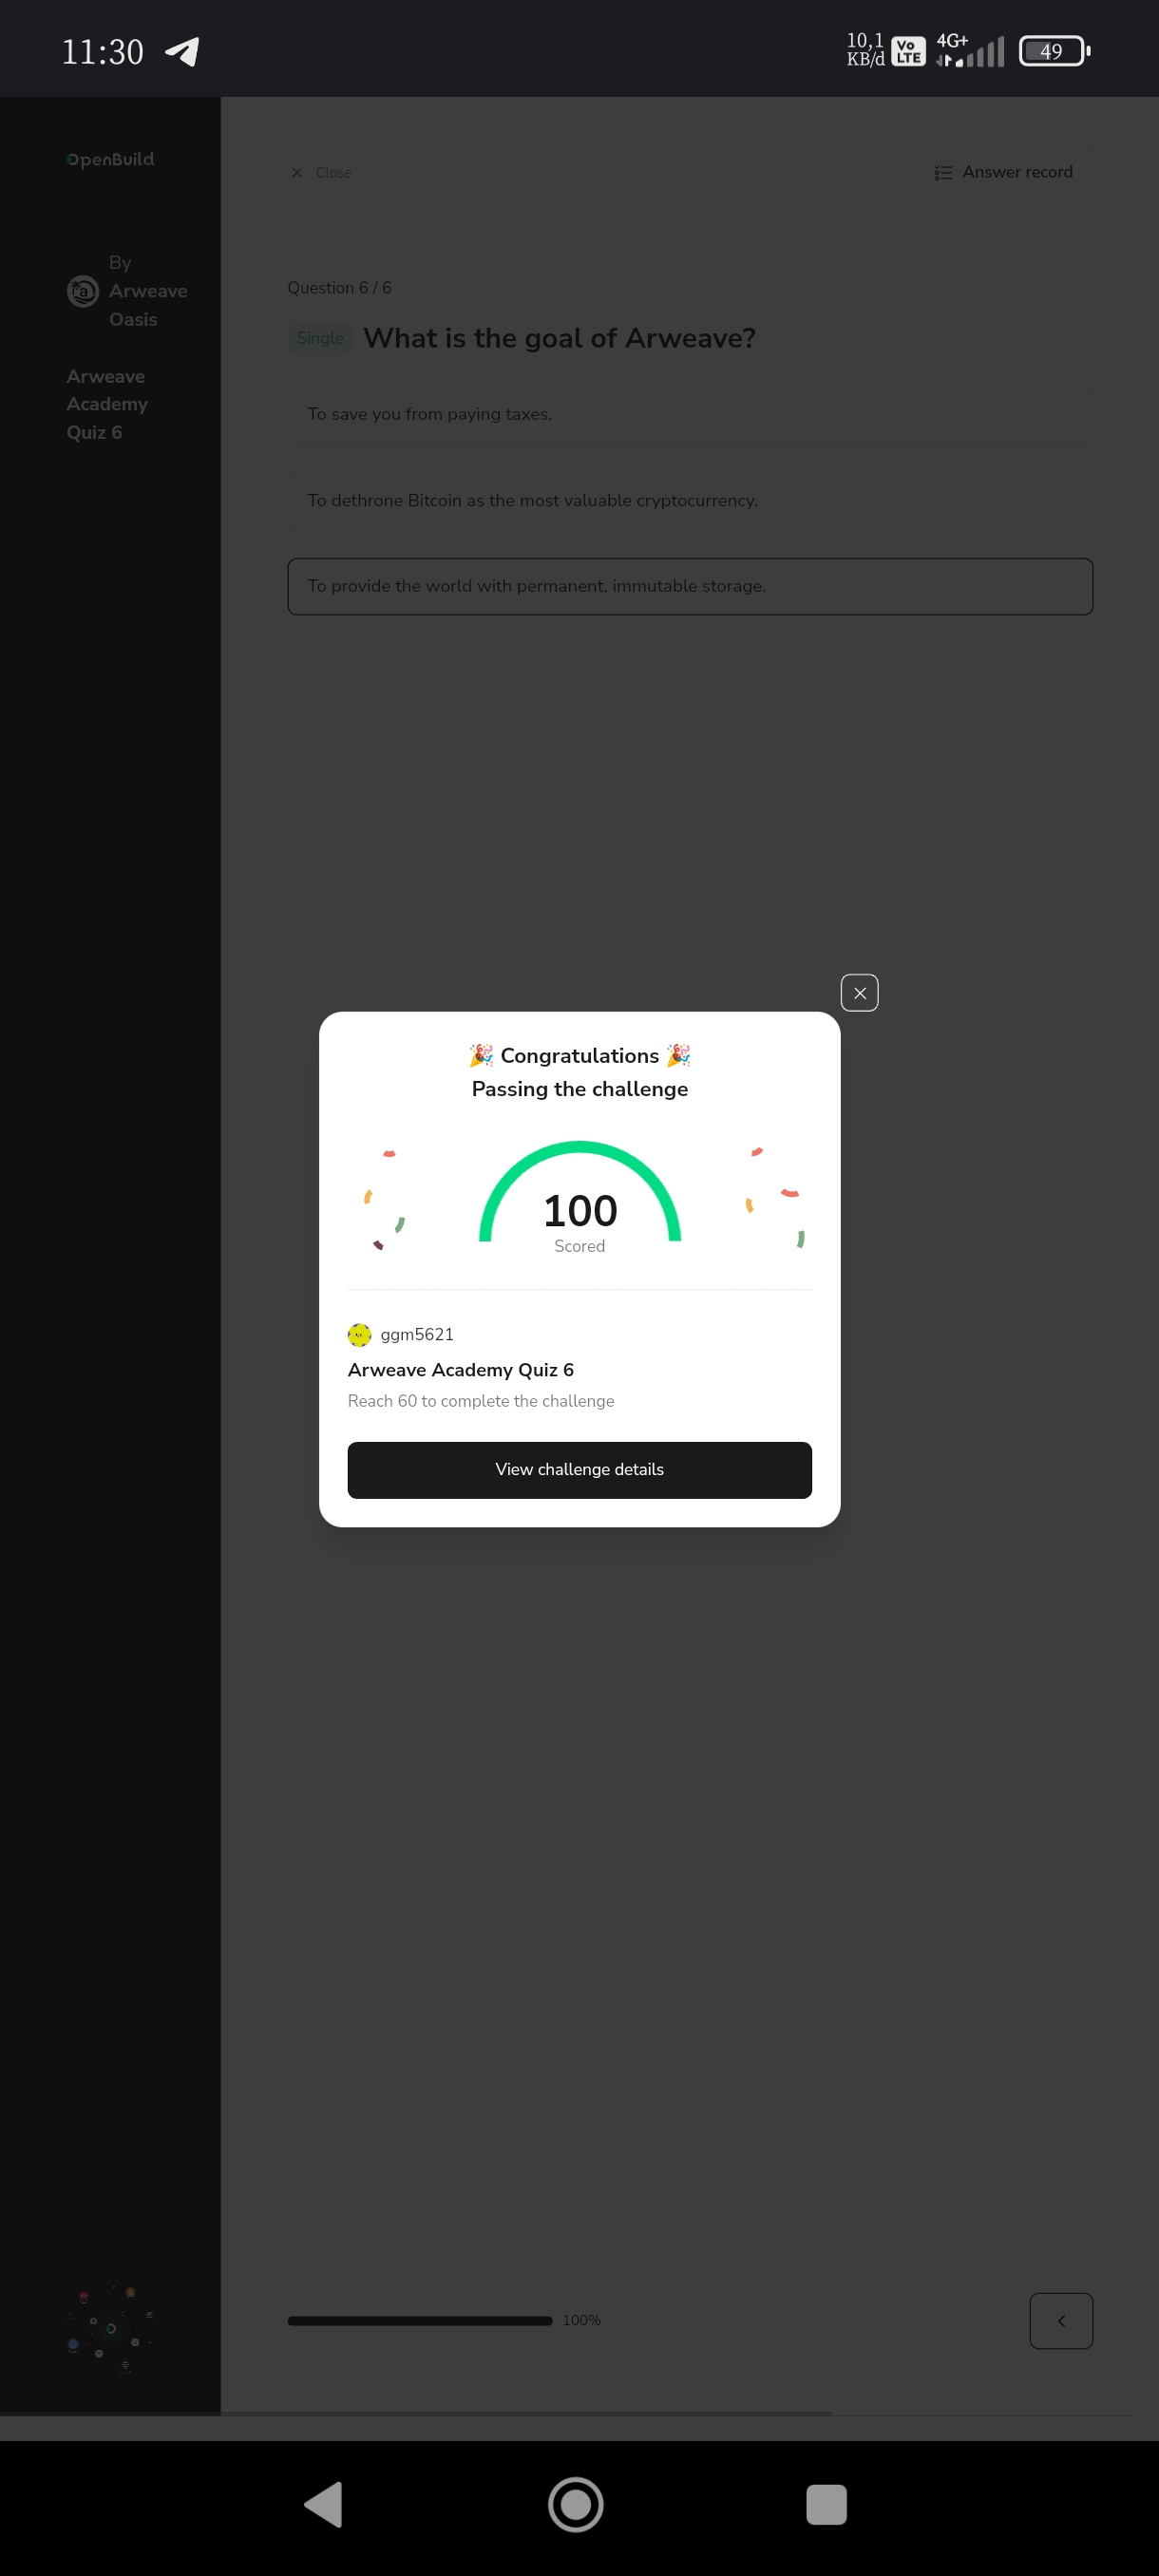 11:30
10,1
KB/d
Vo
LTE
4G+
49
OpenBuild
By
Arweave
Oasis
Arweave
Academy
Quiz 6
Close
Answer record
Question 6 / 6
Single
What is the goal of Arweave?
To save you from paying taxes.
To dethrone Bitcoin as the most valuable cryptocurrency.
To provide the world with permanent, immutable storage.
🎉 Congratulations 🎉
Passing the challenge
100
Scored
ggm5621
Arweave Academy Quiz 6
Reach 60 to complete the challenge
View challenge details
100%